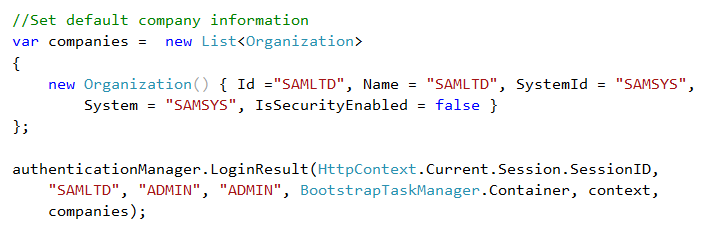 //Set default company information
var companies =  new List<Organization>
{
    new Organization() { Id ="SAMLTD", Name = "SAMLTD", SystemId = "SAMSYS",
        System = "SAMSYS", IsSecurityEnabled = false }
};

authenticationManager.LoginResult(HttpContext.Current.Session.SessionID,
    "SAMLTD", "ADMIN", "ADMIN", BootstrapTaskManager.Container, context,
    companies);